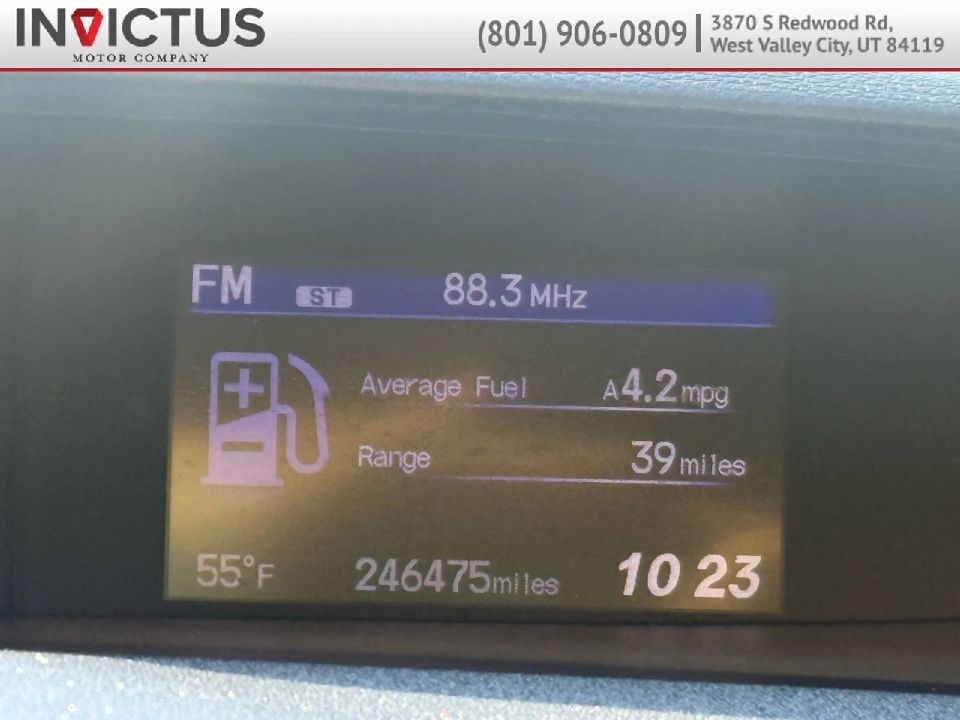 INVICTUS
MOTOR COMPANY
(801) 906-0809
3870 S Redwood Rd,
West Valley City, UT 84119
FM ST 88.3 MHz
Average Fuel A 4.2 mpg
Range 39 miles
55°F 246475 miles 10 23